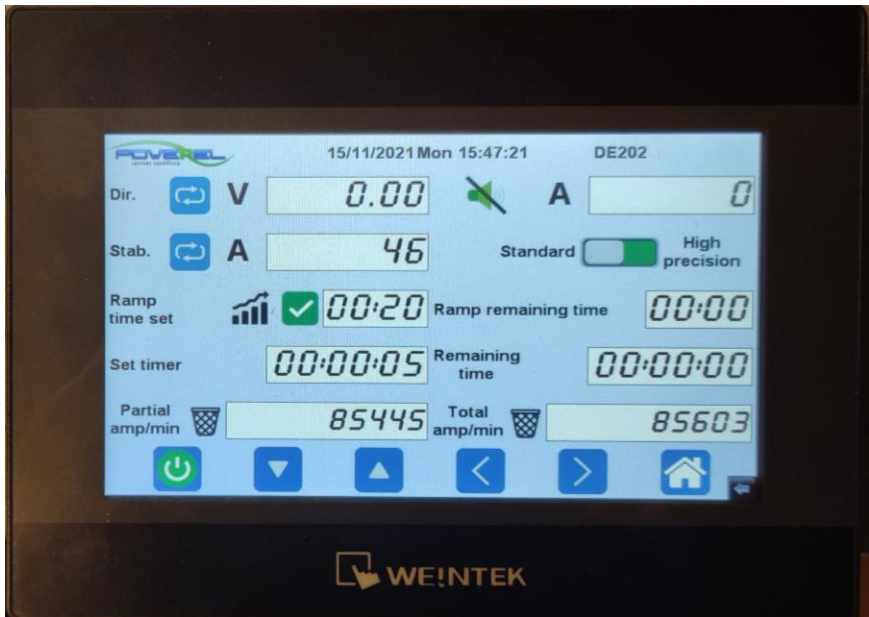 POWEREL
15/11/2021 Mon 15:47:21 DE202
Dir. V 0.00 A 0
Stab. A 46 Standard High precision
Ramp time set 00:20 Ramp remaining time 00:00
Set timer 00:00:05 Remaining time 00:00:00
Partial amp/min 85445 Total amp/min 85603
WE!NTEK